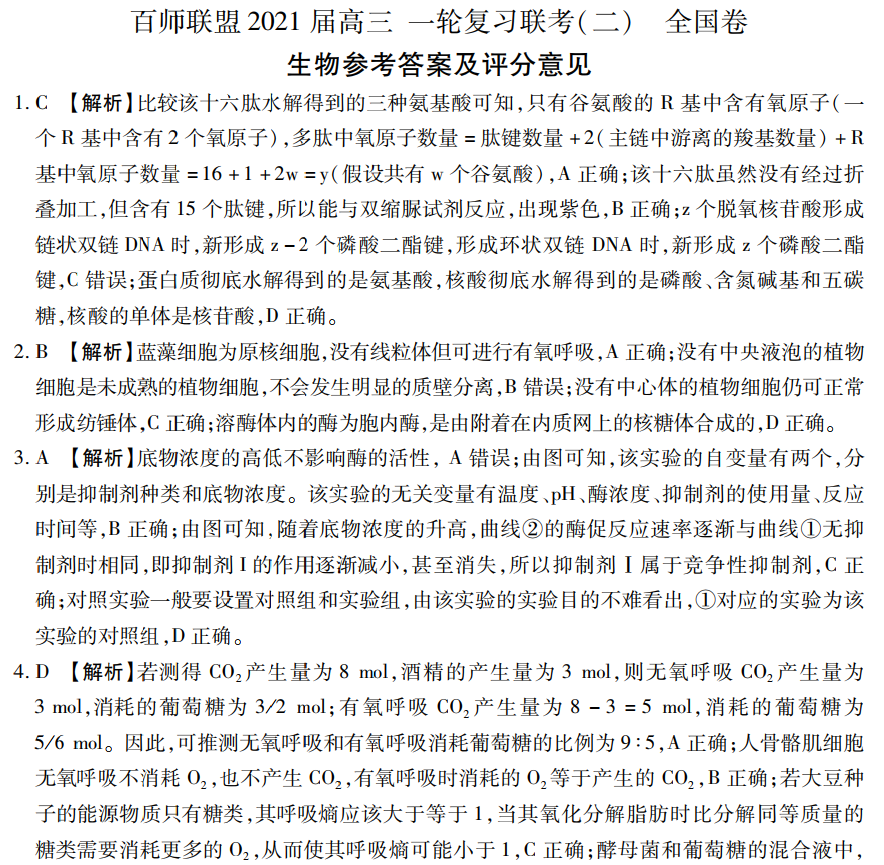 百师联盟 2021 届高三 一轮复习联考(二) 全国卷
生物参考答案及评分意见
1. C 【解析】比较该十六肽水解得到的三种氨基酸可知,只有谷氨酸的 R 基中含有氧原子(一
个 R 基中含有 2 个氧原子),多肽中氧原子数量 = 肽键数量 + 2(主链中游离的羧基数量) + R
基中氧原子数量 = 16 + 1 + 2w = y(假设共有 w 个谷氨酸),A 正确;该十六肽虽然没有经过折
叠加工,但含有 15 个肽键,所以能与双缩脲试剂反应,出现紫色,B 正确;z 个脱氧核苷酸形成
链状双链 DNA 时,新形成 z - 2 个磷酸二酯键,形成环状双链 DNA 时,新形成 z 个磷酸二酯
键,C 错误;蛋白质彻底水解得到的是氨基酸,核酸彻底水解得到的是磷酸、含氮碱基和五碳
糖,核酸的单体是核苷酸,D 正确。
2. B 【解析】蓝藻细胞为原核细胞,没有线粒体但可进行有氧呼吸,A 正确;没有中央液泡的植物
细胞是未成熟的植物细胞,不会发生明显的质壁分离,B 错误;没有中心体的植物细胞仍可正常
形成纺锤体,C 正确;溶酶体内的酶为胞内酶,是由附着在内质网上的核糖体合成的,D 正确。
3. A 【解析】底物浓度的高低不影响酶的活性, A 错误;由图可知,该实验的自变量有两个,分
别是抑制剂种类和底物浓度。该实验的无关变量有温度、pH、酶浓度、抑制剂的使用量、反应
时间等,B 正确;由图可知,随着底物浓度的升高,曲线②的酶促反应速率逐渐与曲线①无抑
制剂时相同,即抑制剂 I 的作用逐渐减小,甚至消失,所以抑制剂 Ⅰ 属于竞争性抑制剂,C 正
确;对照实验一般要设置对照组和实验组,由该实验的实验目的不难看出,①对应的实验为该
实验的对照组,D 正确。
4. D 【解析】若测得 CO₂产生量为 8 mol,酒精的产生量为 3 mol,则无氧呼吸 CO₂产生量为
3 mol,消耗的葡萄糖为 3/2 mol;有氧呼吸 CO₂产生量为 8 - 3 = 5 mol,消耗的葡萄糖为
5/6 mol。因此,可推测无氧呼吸和有氧呼吸消耗葡萄糖的比例为 9∶5,A 正确;人骨骼肌细胞
无氧呼吸不消耗 O₂,也不产生 CO₂,有氧呼吸时消耗的 O₂等于产生的 CO₂,B 正确;若大豆种
子的能源物质只有糖类,其呼吸熵应该大于等于 1,当其氧化分解脂肪时比分解同等质量的
糖类需要消耗更多的 O₂,从而使其呼吸熵可能小于 1,C 正确;酵母菌和葡萄糖的混合液中,